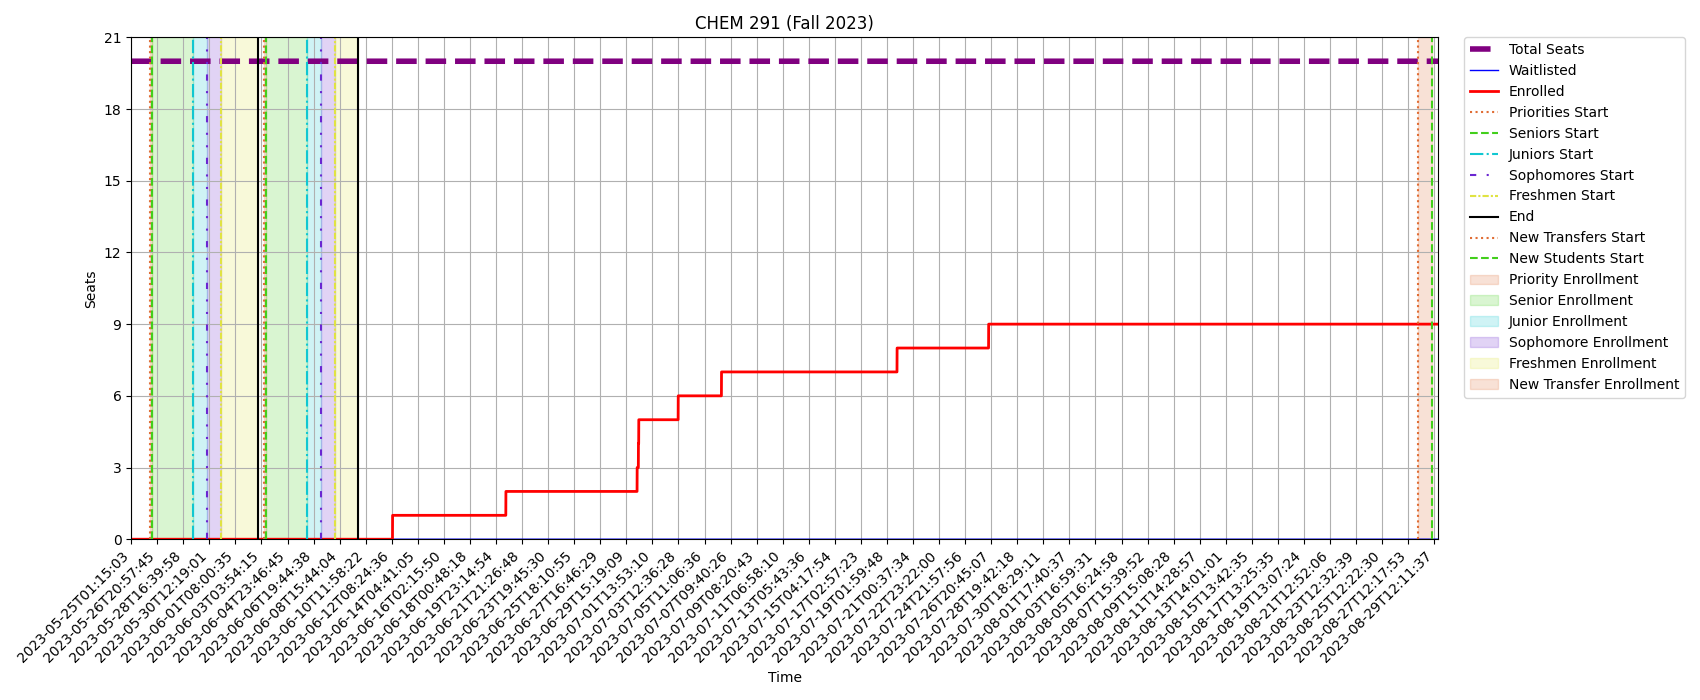 CHEM 291 (Fall 2023)
Seats
21
18
15
12
9
6
3
0
2023-05-25T01:15:03
2023-05-26T20:57:45
2023-05-28T16:39:58
2023-05-30T12:19:01
2023-06-01T08:00:35
2023-06-03T03:54:15
2023-06-04T23:46:45
2023-06-06T19:44:38
2023-06-08T15:44:04
2023-06-10T11:58:22
2023-06-12T08:24:36
2023-06-14T04:41:05
2023-06-16T02:15:50
2023-06-18T00:48:18
2023-06-19T23:14:54
2023-06-21T21:26:48
2023-06-23T19:45:30
2023-06-25T18:10:55
2023-06-27T16:46:29
2023-06-29T15:19:09
2023-07-01T13:53:10
2023-07-03T12:36:28
2023-07-05T11:06:36
2023-07-07T09:40:26
2023-07-09T08:20:43
2023-07-11T06:58:10
2023-07-13T05:43:36
2023-07-15T04:17:54
2023-07-17T02:57:23
2023-07-19T01:59:48
2023-07-21T00:37:34
2023-07-22T23:22:00
2023-07-24T21:57:56
2023-07-26T20:45:07
2023-07-28T19:42:18
2023-07-30T18:29:11
2023-08-01T17:40:37
2023-08-03T16:59:31
2023-08-05T16:24:58
2023-08-07T15:39:52
2023-08-09T15:08:28
2023-08-11T14:28:57
2023-08-13T14:01:01
2023-08-15T13:42:35
2023-08-17T13:25:35
2023-08-19T13:07:24
2023-08-21T12:52:06
2023-08-23T12:32:39
2023-08-25T12:22:30
2023-08-27T12:17:53
2023-08-29T12:11:37
Time
Total Seats
Waitlisted
Enrolled
Priorities Start
Seniors Start
Juniors Start
Sophomores Start
Freshmen Start
End
New Transfers Start
New Students Start
Priority Enrollment
Senior Enrollment
Junior Enrollment
Sophomore Enrollment
Freshmen Enrollment
New Transfer Enrollment